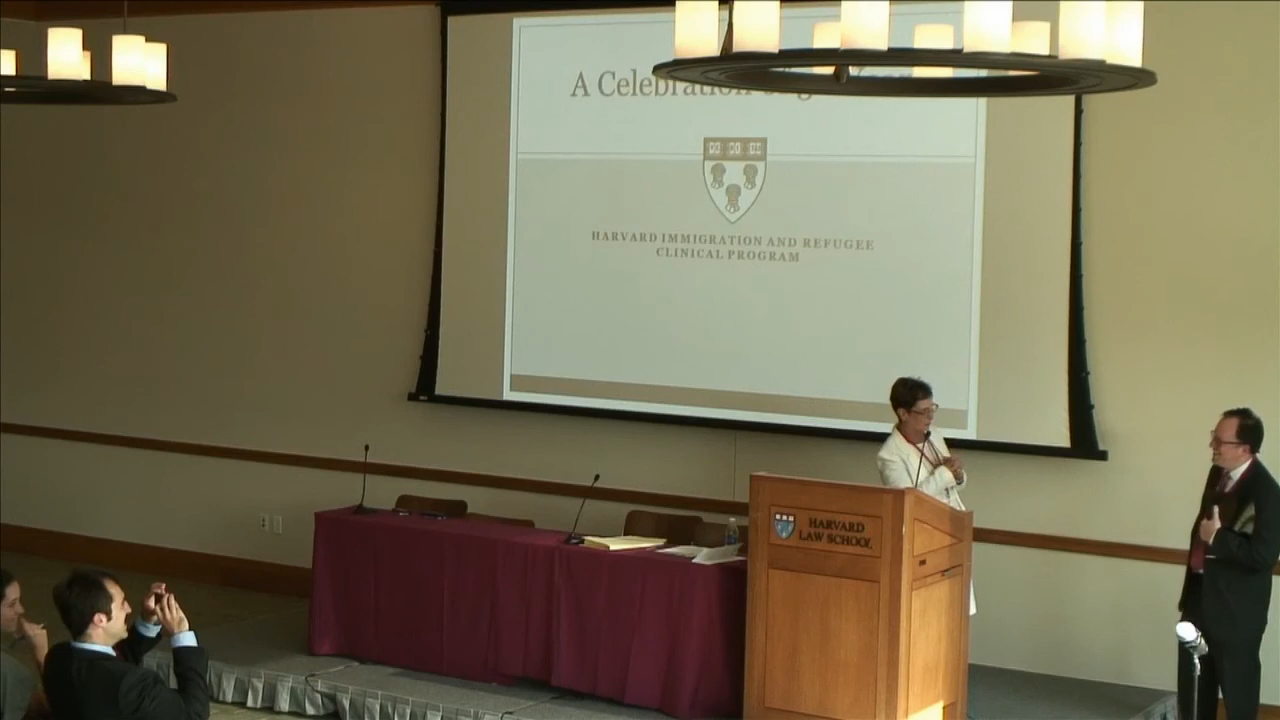 A Celebration
HARVARD IMMIGRATION AND REFUGEE
CLINICAL PROGRAM
HARVARD
LAW SCHOOL